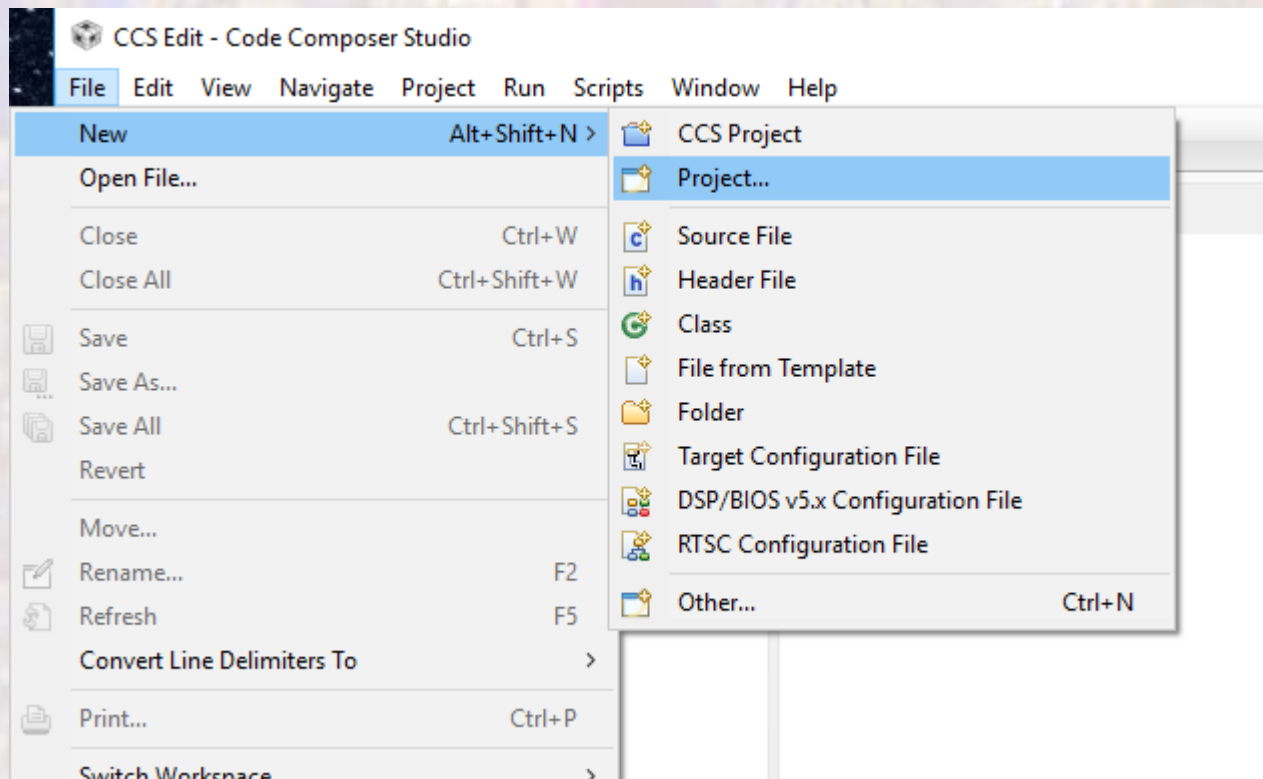 CCS Edit - Code Composer Studio
File Edit View Navigate Project Run Scripts Window Help
New Alt+Shift+N >
Open File...
Close Ctrl+W
Close All Ctrl+Shift+W
Save Ctrl+S
Save As...
Save All Ctrl+Shift+S
Revert
Move...
Rename... F2
Refresh F5
Convert Line Delimiters To >
Print... Ctrl+P
Switch Workspace >
CCS Project
Project...
Source File
Header File
Class
File from Template
Folder
Target Configuration File
DSP/BIOS v5.x Configuration File
RTSC Configuration File
Other... Ctrl+N